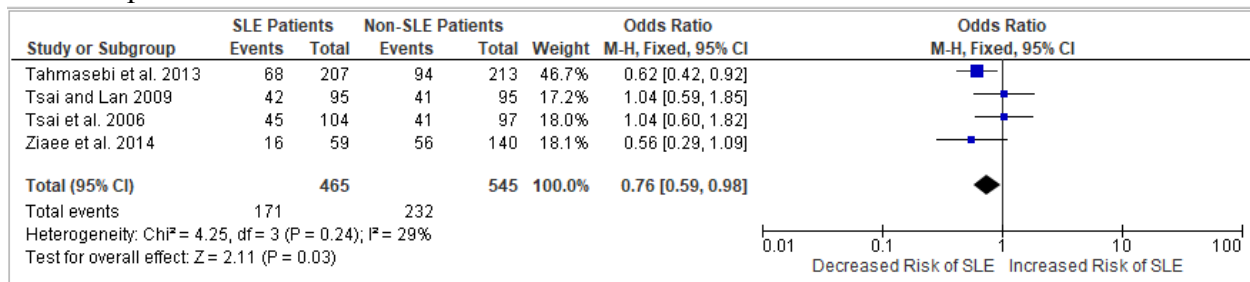 SLE Patients Non-SLE Patients Odds Ratio Odds Ratio
Study or Subgroup Events Total Events Total Weight M-H, Fixed, 95% CI M-H, Fixed, 95% CI
Tahmasebi et al. 2013 68 207 94 213 46.7% 0.62 [0.42, 0.92]
Tsai and Lan 2009 42 95 41 95 17.2% 1.04 [0.59, 1.85]
Tsai et al. 2006 45 104 41 97 18.0% 1.04 [0.60, 1.82]
Ziaee et al. 2014 16 59 56 140 18.1% 0.56 [0.29, 1.09]
Total (95% CI) 465 545 100.0% 0.76 [0.59, 0.98]
Total events 171 232
Heterogeneity: Chi² = 4.25, df = 3 (P = 0.24); I² = 29%
Test for overall effect: Z = 2.11 (P = 0.03)
0.01 0.1 1 10 100
Decreased Risk of SLE Increased Risk of SLE